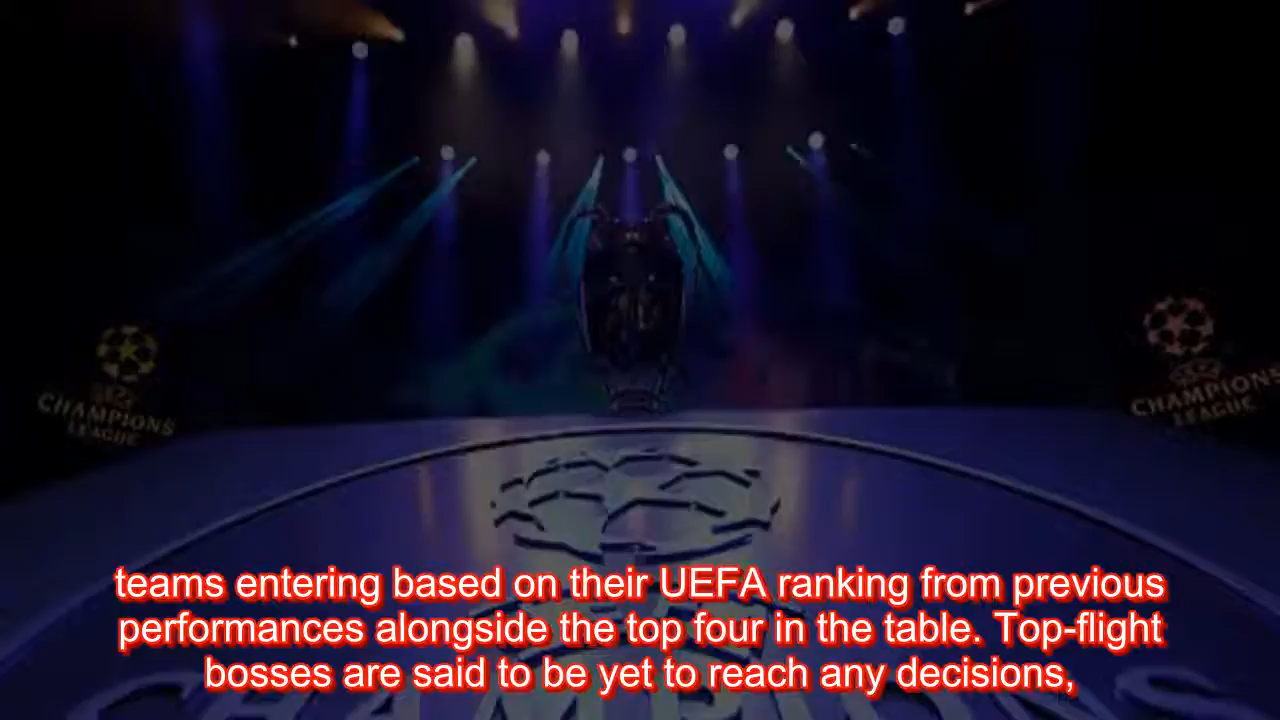 CHAMPIONS
LEAGUE
CHAMPIONS
LEAGUE
teams entering based on their UEFA ranking from previous
performances alongside the top four in the table. Top-flight
bosses are said to be yet to reach any decisions,
CHAMPIONS